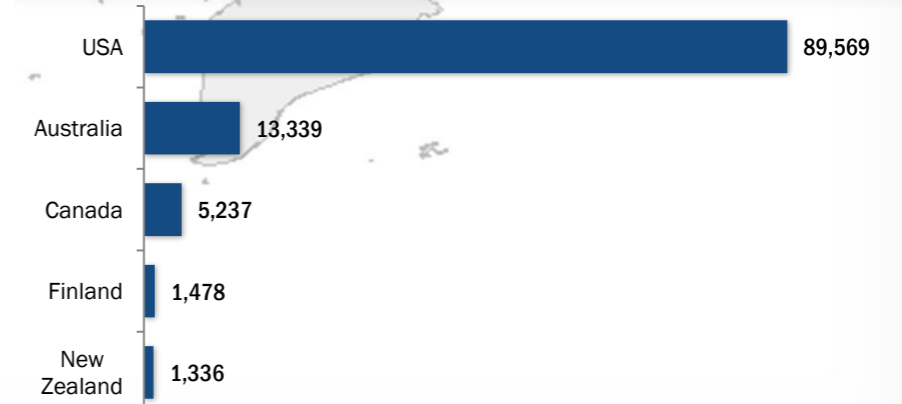 USA 89,569
Australia 13,339
Canada 5,237
Finland 1,478
New
Zealand 1,336